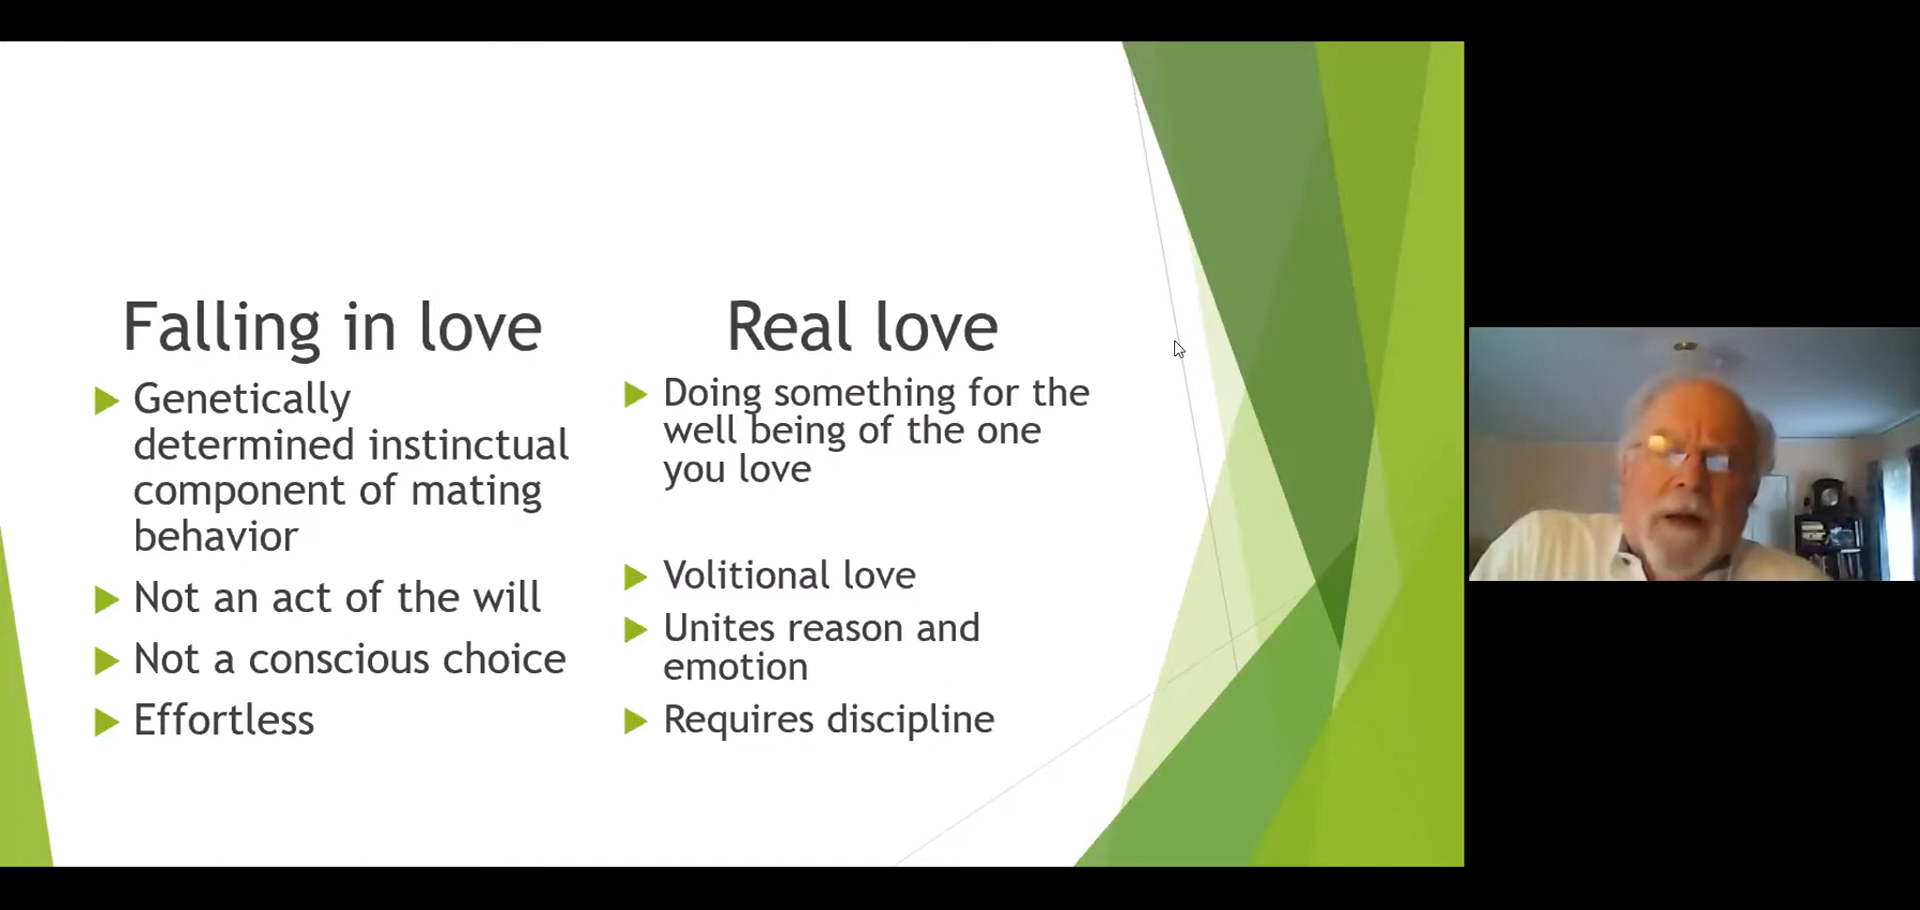 Falling in love
Genetically
determined instinctual
component of mating
behavior
Not an act of the will
Not a conscious choice
Effortless
Real love
Doing something for the
well being of the one
you love
Volitional love
Unites reason and
emotion
Requires discipline